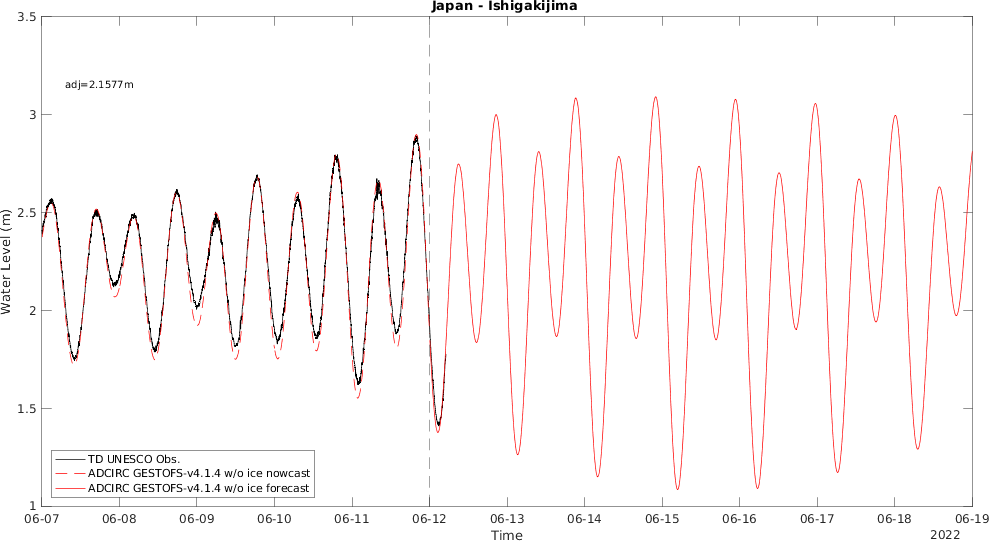 Japan - Ishigakijima
adj=2.1577m
Water Level (m)
3.5
3
2.5
2
1.5
1
TD UNESCO Obs.
ADCIRC GESTOFS-v4.1.4 w/o ice nowcast
ADCIRC GESTOFS-v4.1.4 w/o ice forecast
06-07 06-08 06-09 06-10 06-11 06-12 06-13 06-14 06-15 06-16 06-17 06-18 06-19
Time
2022